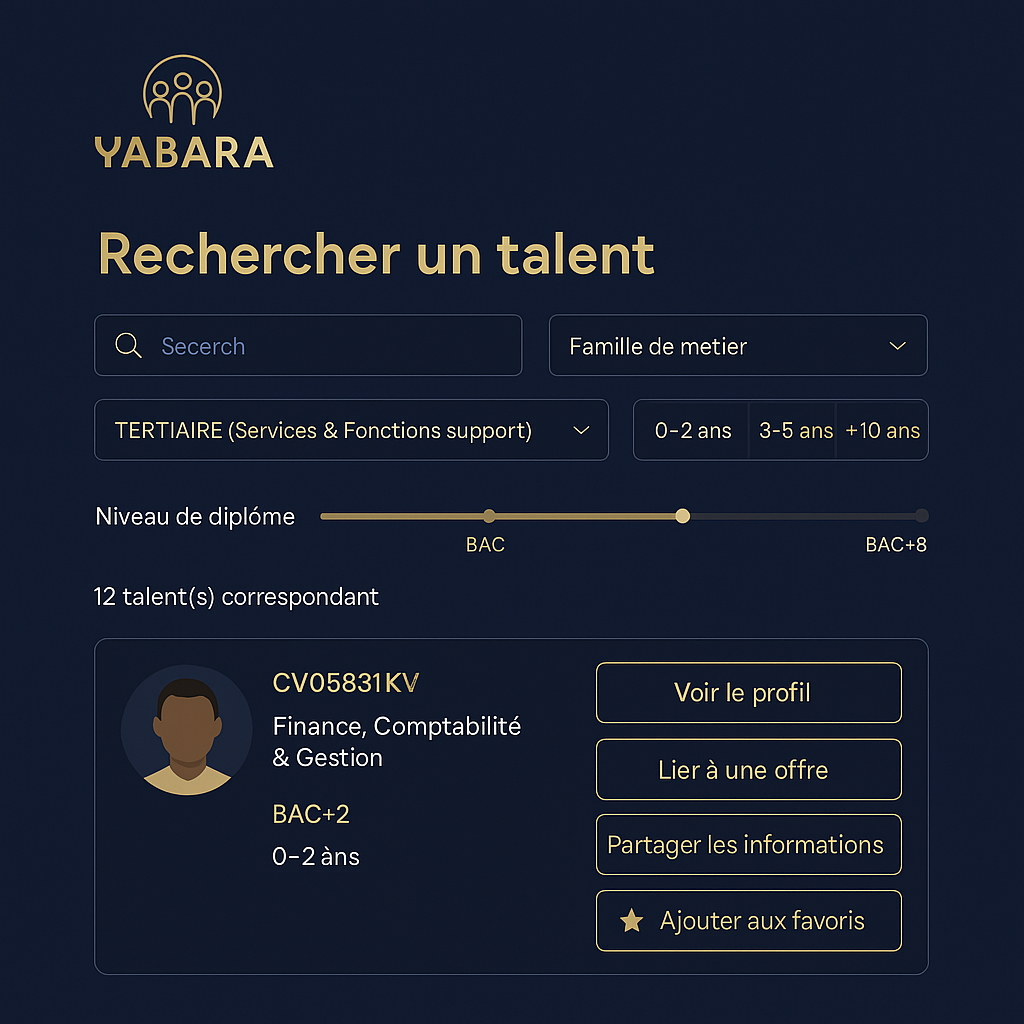 YABARA
Rechercher un talent
Secerch
Famille de metier
TERTIAIRE (Services & Fonctions support)
0-2 ans
3-5 ans
+10 ans
Niveau de diplóme
BAC
BAC+8
12 talent(s) correspondant
CV05831KV
Finance, Comptabilité
& Gestion
BAC+2
0-2 àns
Voir le profil
Lier à une offre
Partager les informations
Ajouter aux favoris